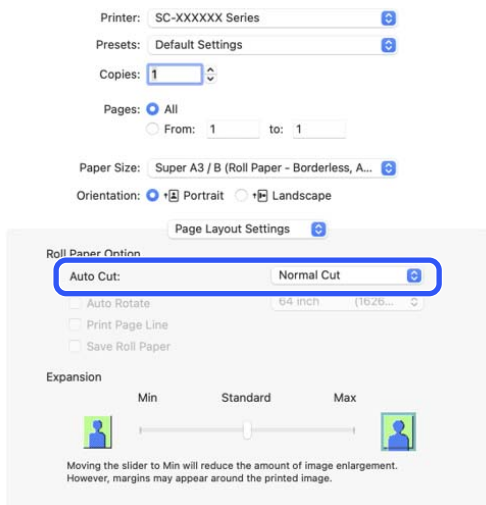 Printer: SC-XXXXXX Series
Presets: Default Settings
Copies: 1
Pages: All
From: 1 to: 1
Paper Size: Super A3 / B (Roll Paper - Borderless, A...
Orientation: Portrait Landscape
Page Layout Settings
Roll Paper Option
Auto Cut: Normal Cut
Auto Rotate 64 inch (1626...
Print Page Line
Save Roll Paper
Expansion
Min Standard Max
Moving the slider to Min will reduce the amount of image enlargement.
However, margins may appear around the printed image.